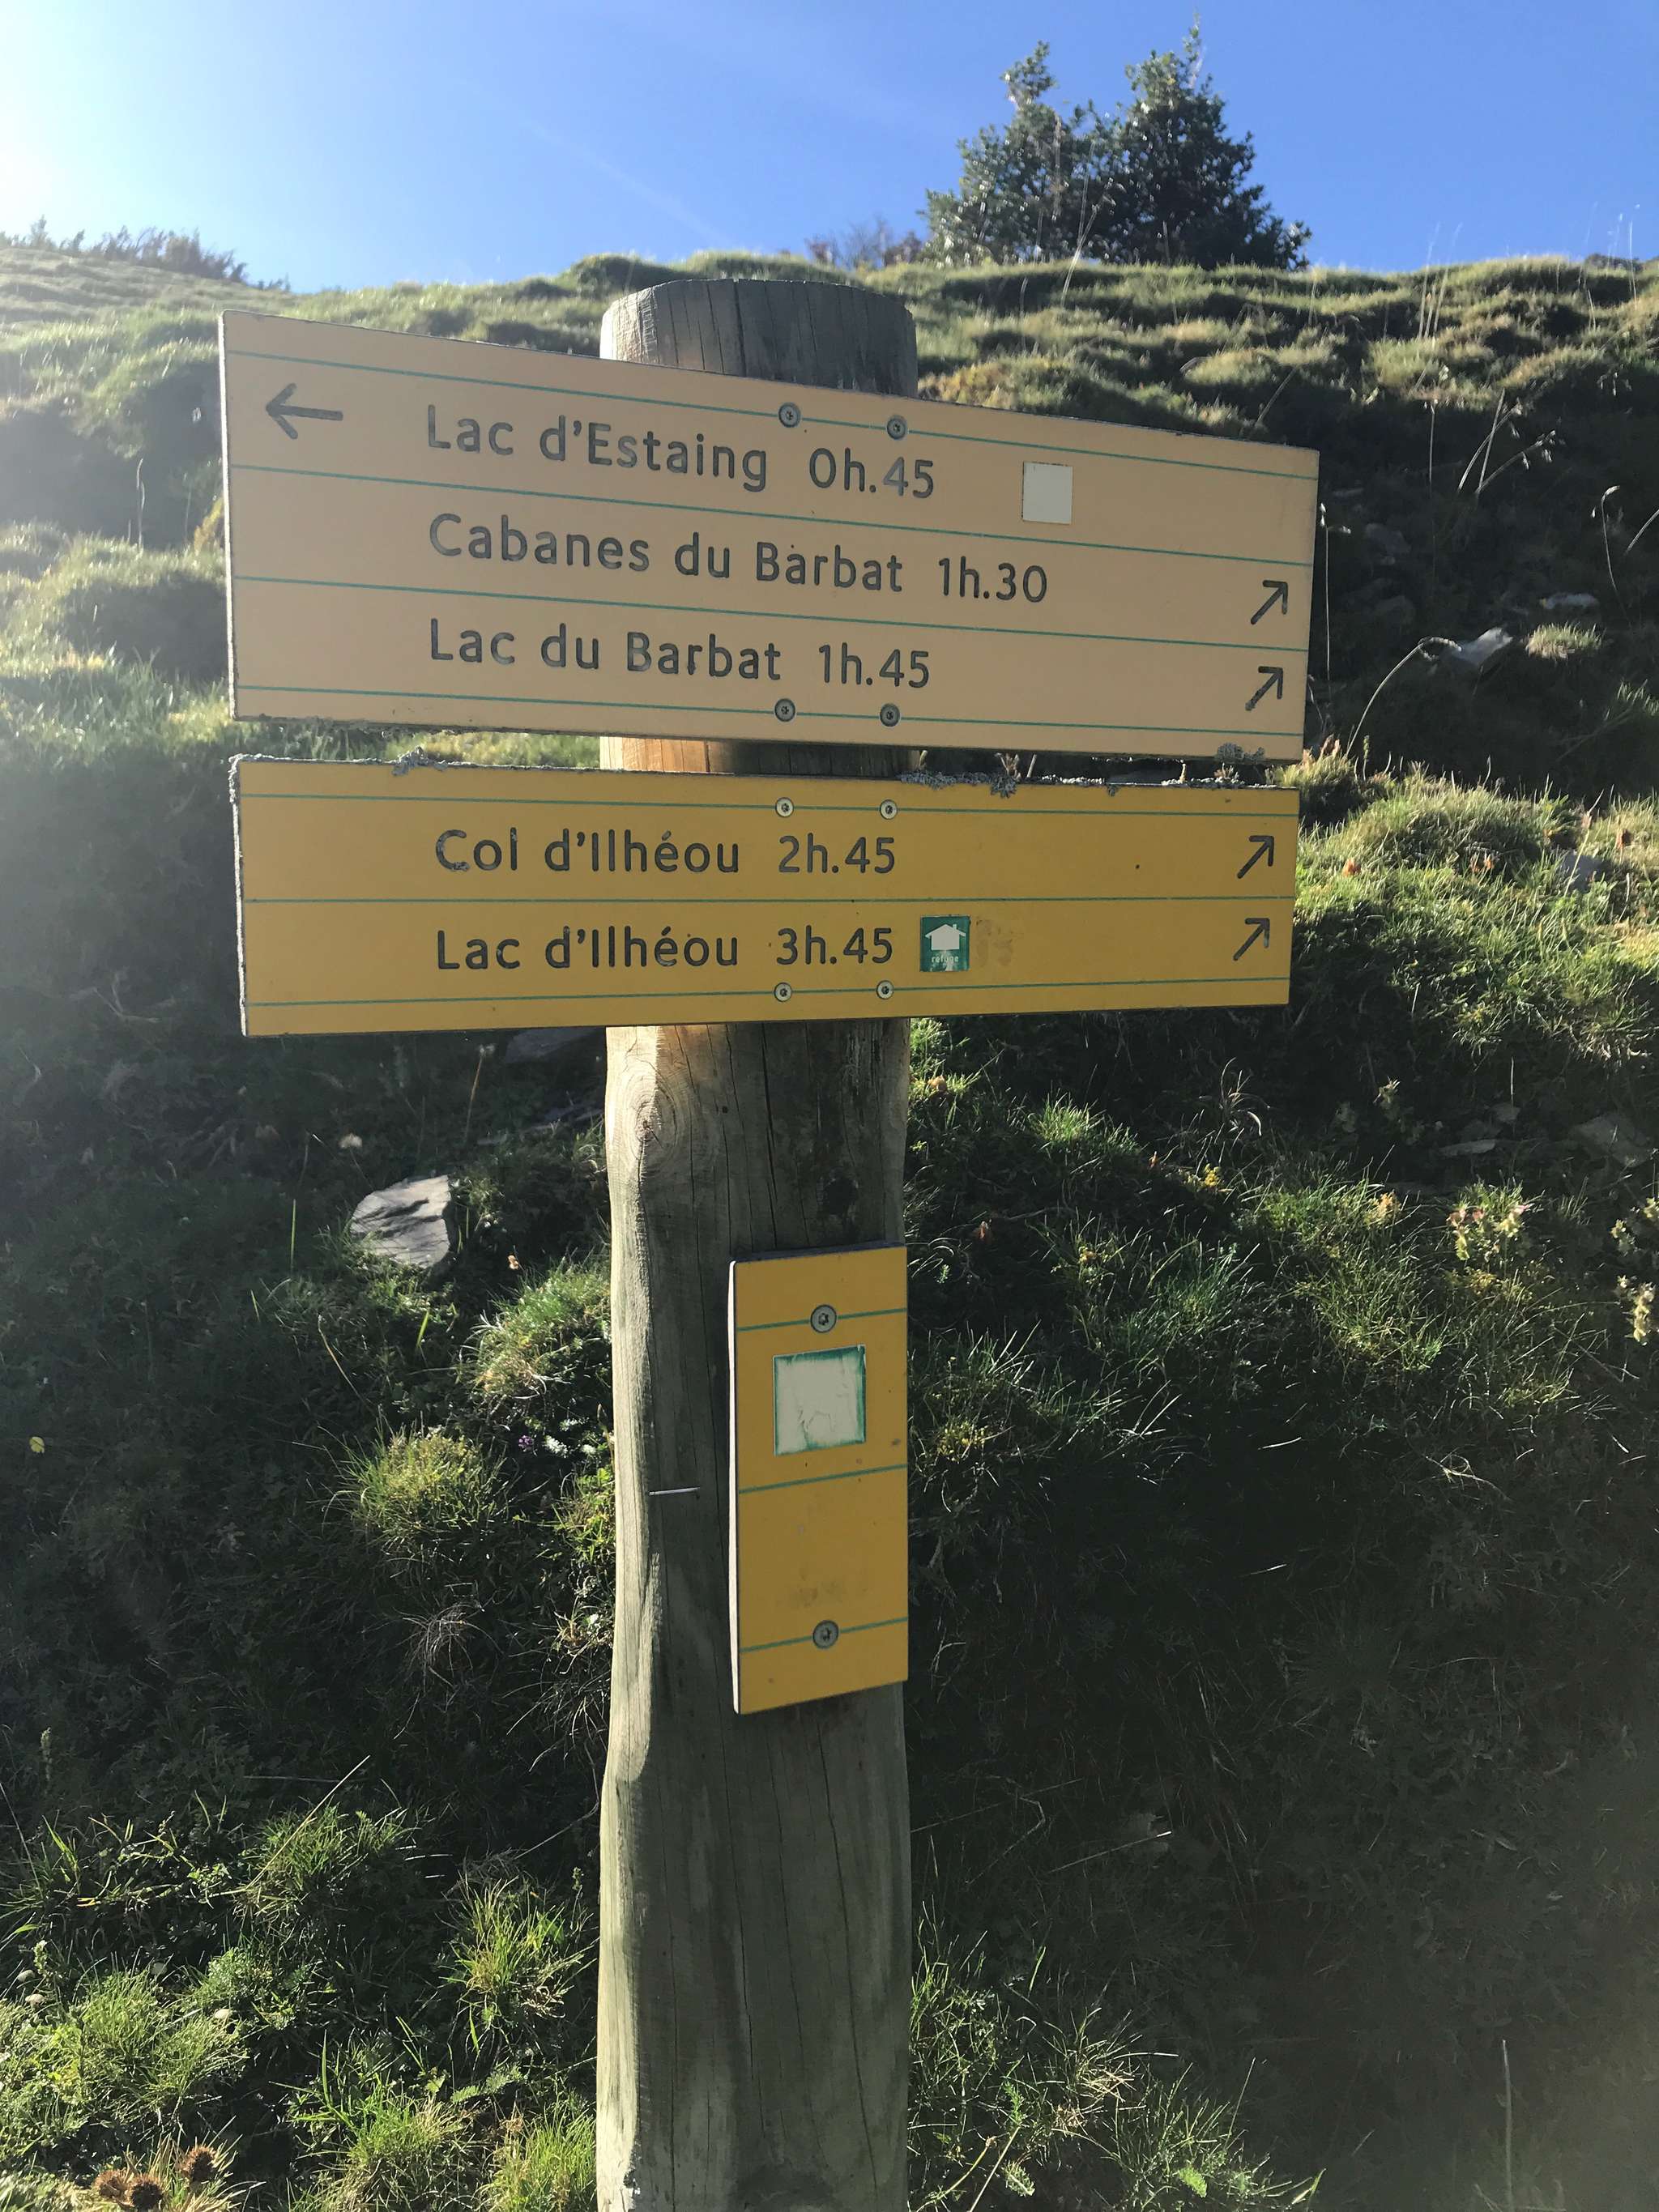 Lac d'Estaing 0h.45
Cabanes du Barbat 1h.30
Lac du Barbat 1h.45
Col d'Ilhéou 2h.45
Lac d'Ilhéou 3h.45
refuge